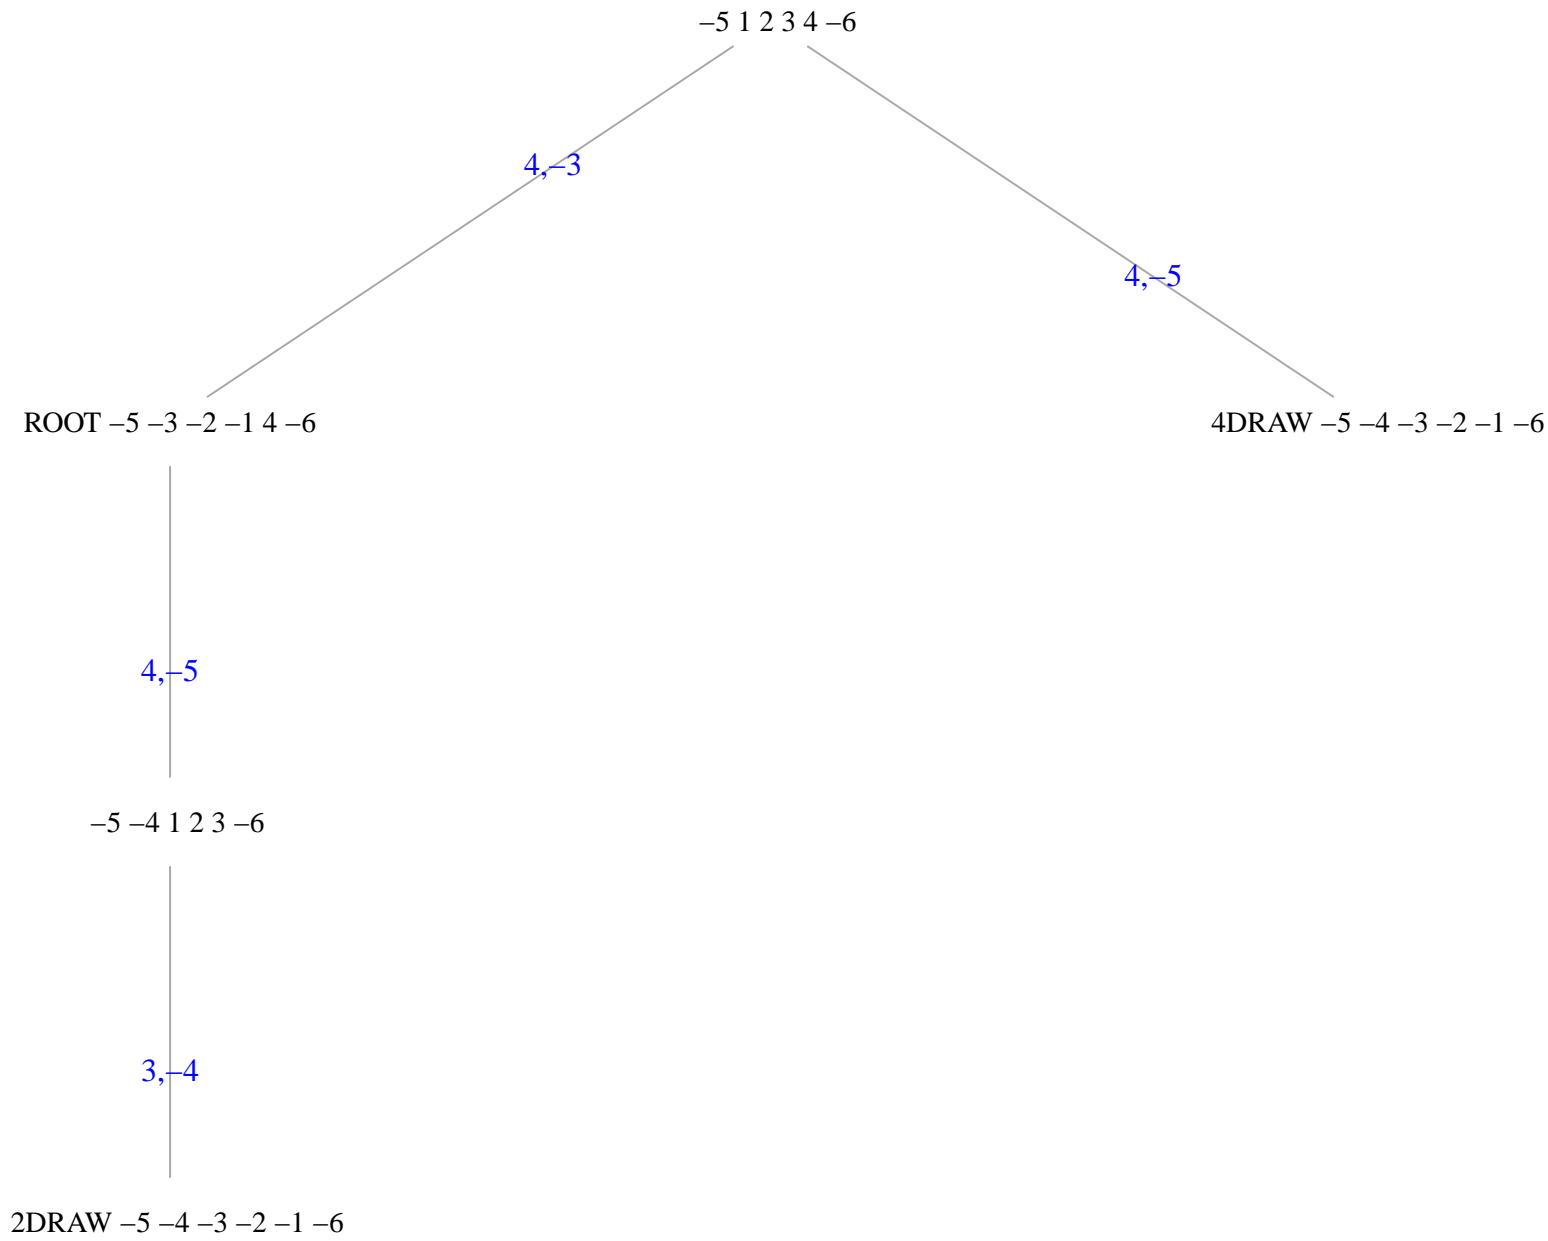 –5 1 2 3 4 –6
4,–3
4,–5
ROOT –5 –3 –2 –1 4 –6
4DRAW –5 –4 –3 –2 –1 –6
4,–5
–5 –4 1 2 3 –6
3,–4
2DRAW –5 –4 –3 –2 –1 –6